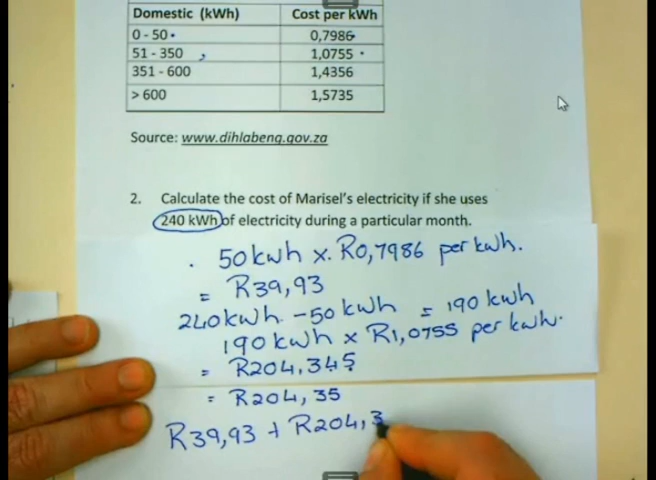 Domestic (kWh) Cost per kWh
0 - 50 0,7986
51 - 350 1,0755
351 - 600 1,4356
> 600 1,5735
Source: www.dihlabeng.gov.za
2. Calculate the cost of Marisel's electricity if she uses
240 kWh of electricity during a particular month.
50 kwh x R0,7986 per kwh.
= R39,93
240kwh - 50 kwh = 190 kwh
190 kwh x R1,0755 per kwh.
= R204,345
= R204,35
R39,93 + R204,3